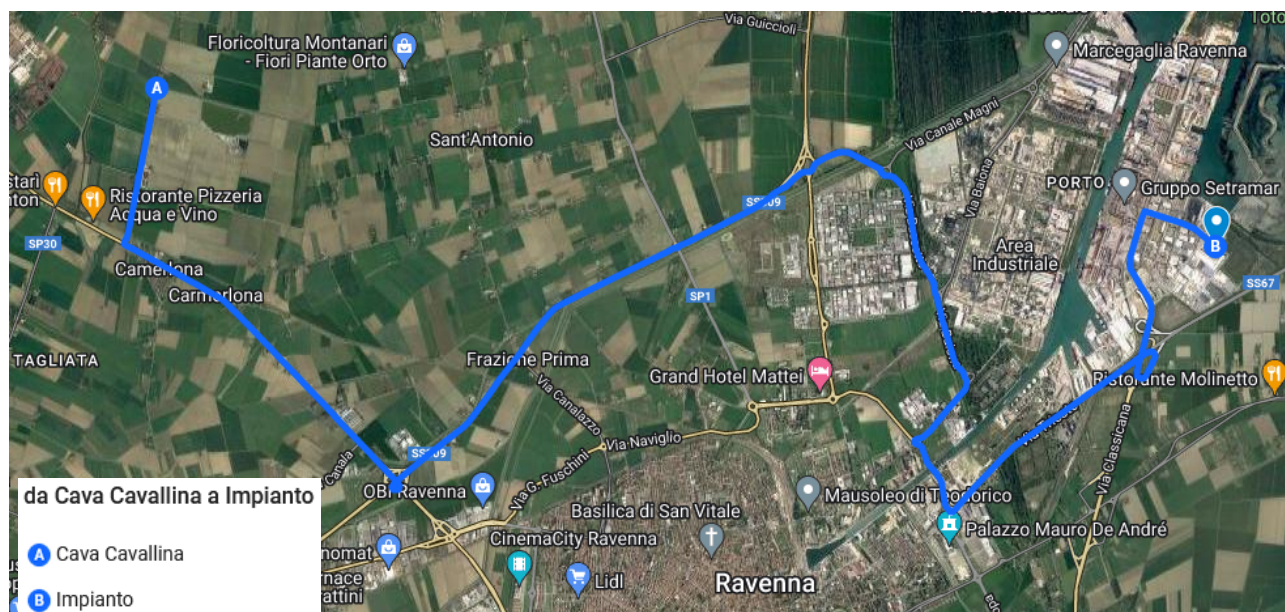 Via Guiccioli
Floricoltura Montanari
- Fiori Piante Orto
Marcegaglia Ravenna
A
Via Canale Magni
Sant'Antonio
Via Baiona
PORTO
Gruppo Setramar
Ristorante Pizzeria
Acqua e Vino
SP30
B
Area
Industriale
Camerlona
Carmerlona
SS67
SP1
TAGLIATA
Frazione Prima
Grand Hotel Mattei
Ristorante Molinetto
Via Canalazzo
Via Naviglio
Via Classicana
Via G. Fuschini
OBI Ravenna
Mausoleo di Teodorico
Basilica di San Vitale
Palazzo Mauro De André
CinemaCity Ravenna
Lidl
Ravenna
da Cava Cavallina a Impianto
A Cava Cavallina
B Impianto